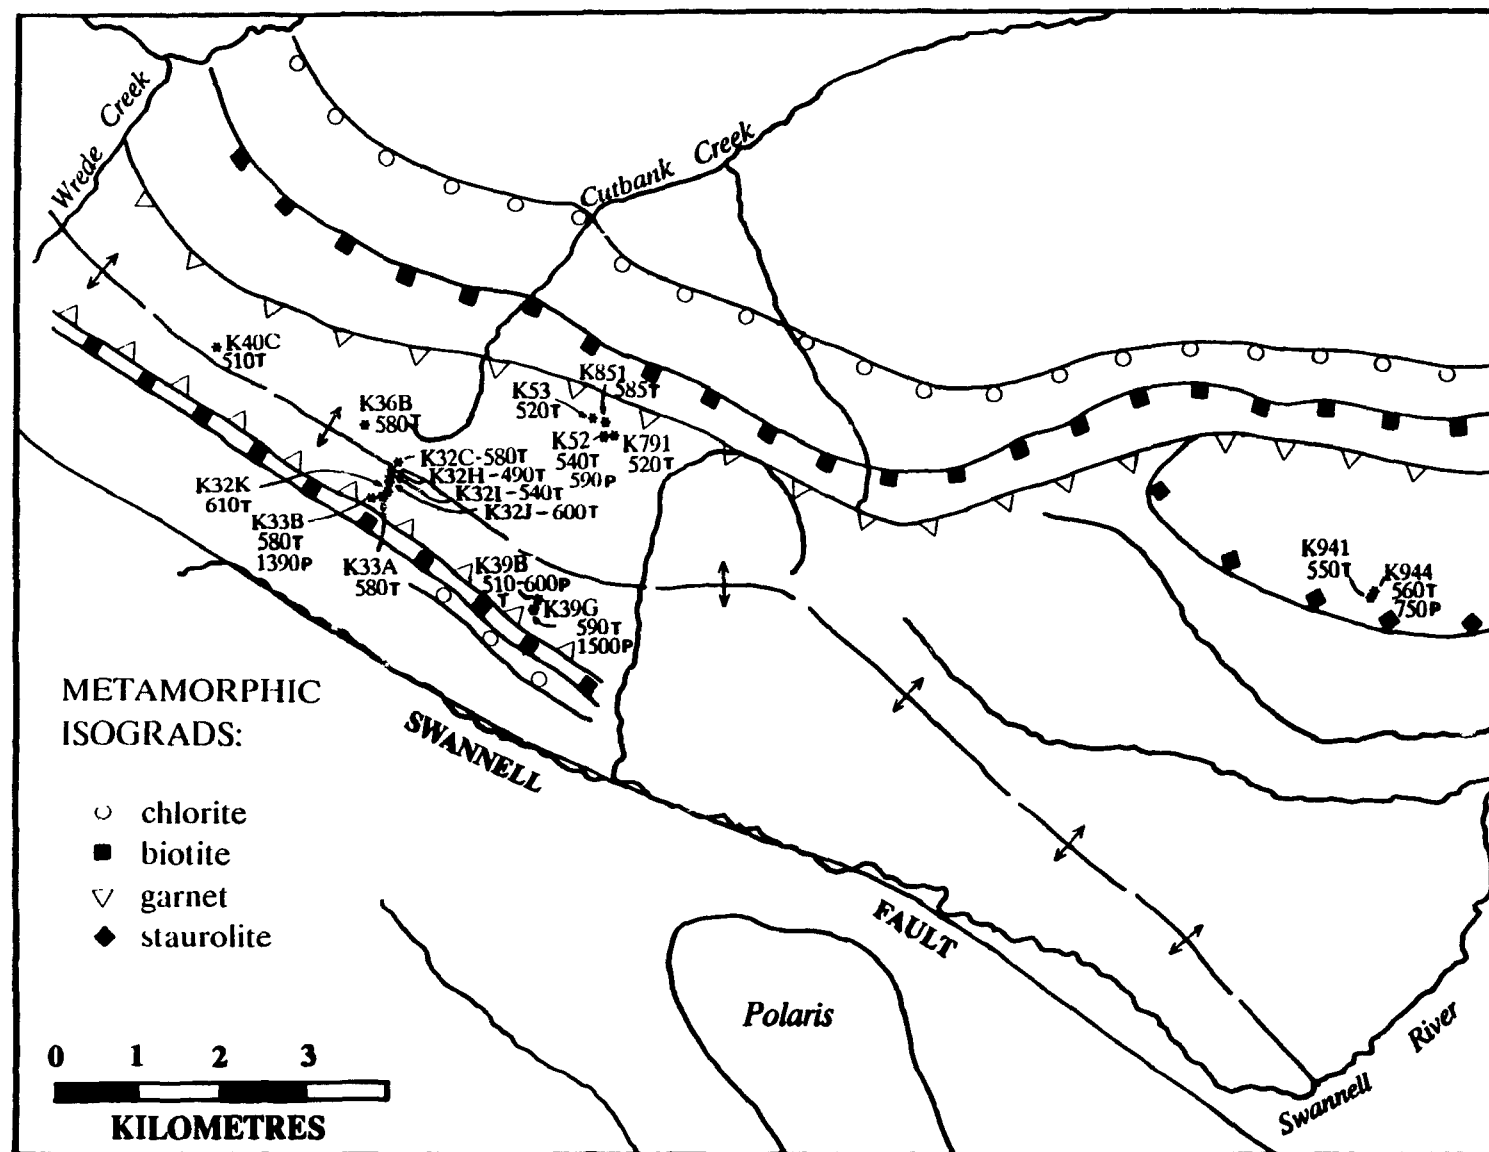 Wrede Creek
Cutbank Creek
K40C
510T
K36B
580T
K851
585T
K53
520T
K52
540T
590P
K791
520T
K32C-580T
K32H-490T
K32I-540T
K32J-600T
K32K
610T
K33B
580T
1390P
K33A
580T
K39B
510-600P
T
K39G
590T
1500P
K941
550T
K944
560T
750P
METAMORPHIC
ISOGRADS:
chlorite
biotite
garnet
staurolite
SWANNELL
FAULT
Polaris
Swannell River
0 1 2 3
KILOMETRES